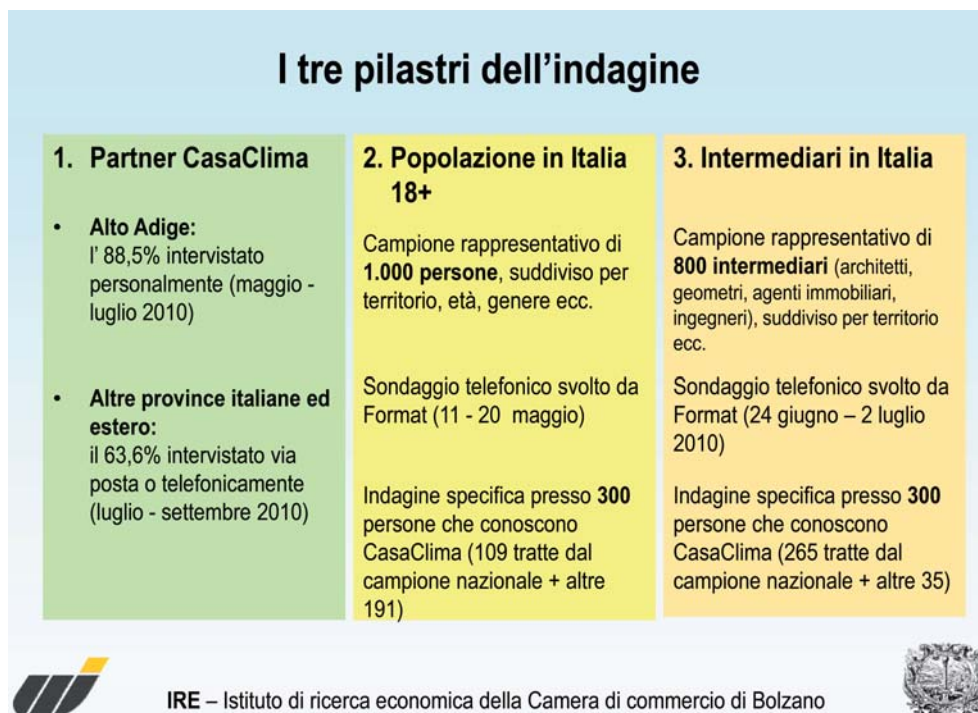 I tre pilastri dell'indagine
1. Partner CasaClima
• Alto Adige:
l' 88,5% intervistato
personalmente (maggio -
luglio 2010)
• Altre province italiane ed
estero:
il 63,6% intervistato via
posta o telefonicamente
(luglio - settembre 2010)
2. Popolazione in Italia
18+
Campione rappresentativo di
1.000 persone, suddiviso per
territorio, età, genere ecc.
Sondaggio telefonico svolto da
Format (11 - 20 maggio)
Indagine specifica presso 300
persone che conoscono
CasaClima (109 tratte dal
campione nazionale + altre
191)
3. Intermediari in Italia
Campione rappresentativo di
800 intermediari (architetti,
geometri, agenti immobiliari,
ingegneri), suddiviso per territorio
ecc.
Sondaggio telefonico svolto da
Format (24 giugno – 2 luglio
2010)
Indagine specifica presso 300
persone che conoscono
CasaClima (265 tratte dal
campione nazionale + altre 35)
IRE – Istituto di ricerca economica della Camera di commercio di Bolzano